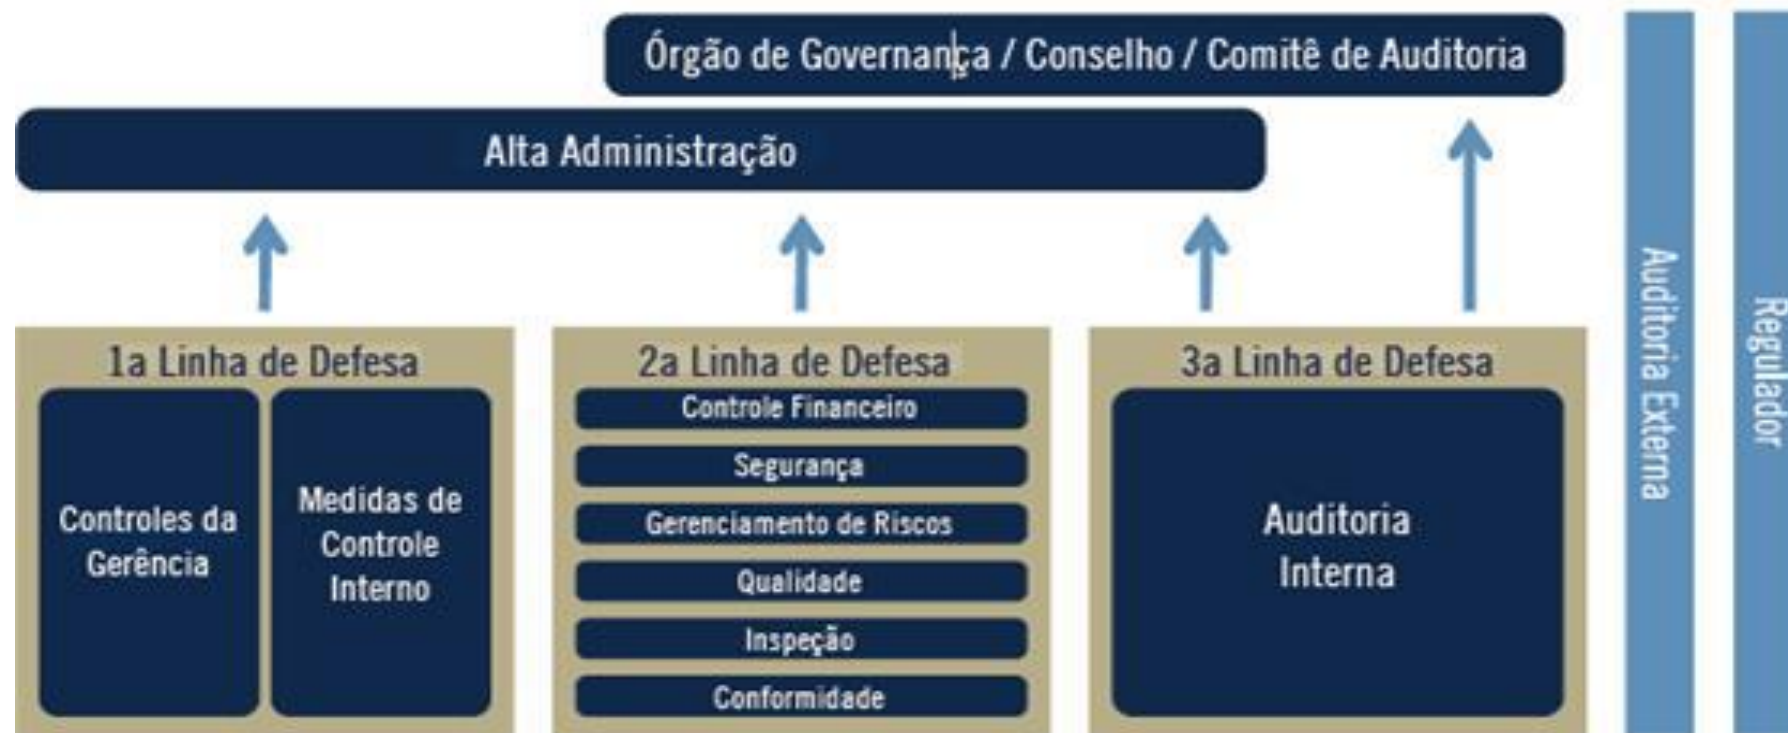 Órgão de Governança / Conselho / Comitê de Auditoria
Alta Administração
1a Linha de Defesa
Controles da
Gerência
Medidas de
Controle
Interno
2a Linha de Defesa
Controle Financeiro
Segurança
Gerenciamento de Riscos
Qualidade
Inspeção
Conformidade
3a Linha de Defesa
Auditoria
Interna
Auditoria Externa
Regulador